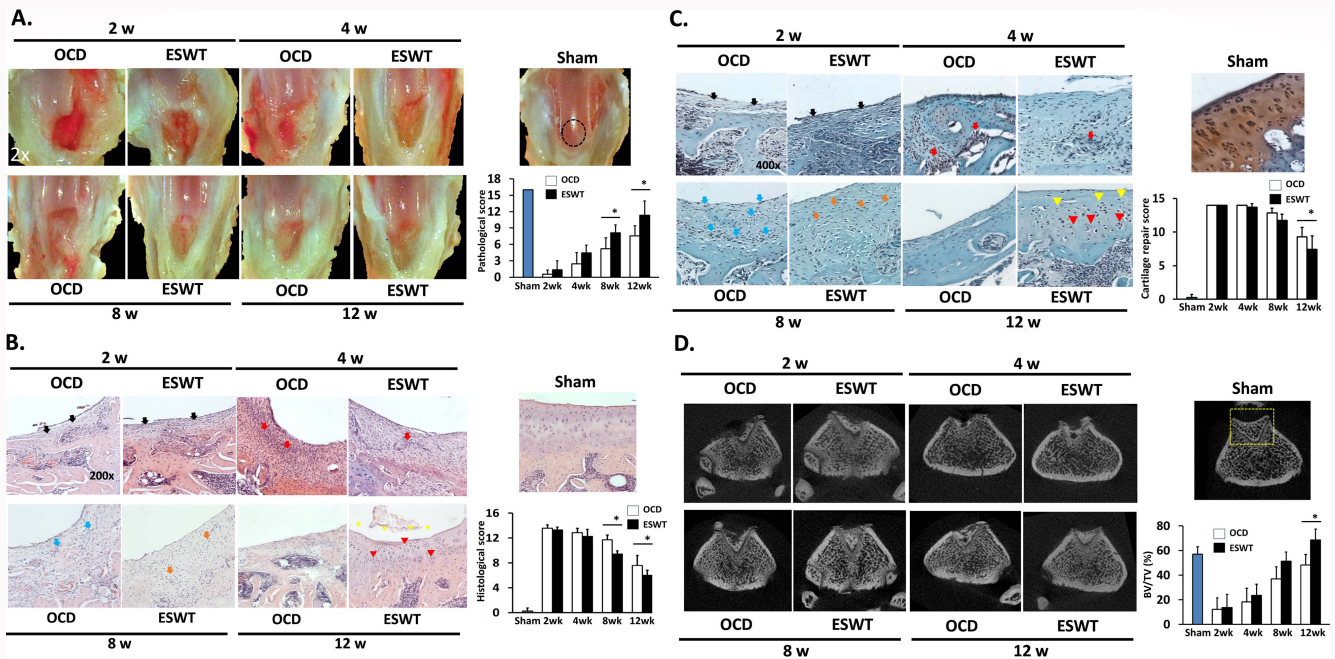 A.
2 w 4 w
OCD ESWT OCD ESWT
Sham
2x
18
15
12
9
6
3
0
Pathological score
OCD
ESWT
* *
Sham 2wk 4wk 8wk 12wk
OCD ESWT OCD ESWT
8 w 12 w
B.
2 w 4 w
OCD ESWT OCD ESWT
Sham
200x
16
12
8
4
0
Histological score
OCD
ESWT
* *
Sham 2wk 4wk 8wk 12wk
OCD ESWT OCD ESWT
8 w 12 w
C.
2 w 4 w
OCD ESWT OCD ESWT
Sham
400x
15
10
5
0
Cartilage repair score
OCD
ESWT
*
Sham 2wk 4wk 8wk 12wk
OCD ESWT OCD ESWT
8 w 12 w
D.
2 w 4 w
OCD ESWT OCD ESWT
Sham
80
60
40
20
0
BV/TV (%)
OCD
ESWT
*
Sham 2wk 4wk 8wk 12wk
OCD ESWT OCD ESWT
8 w 12 w